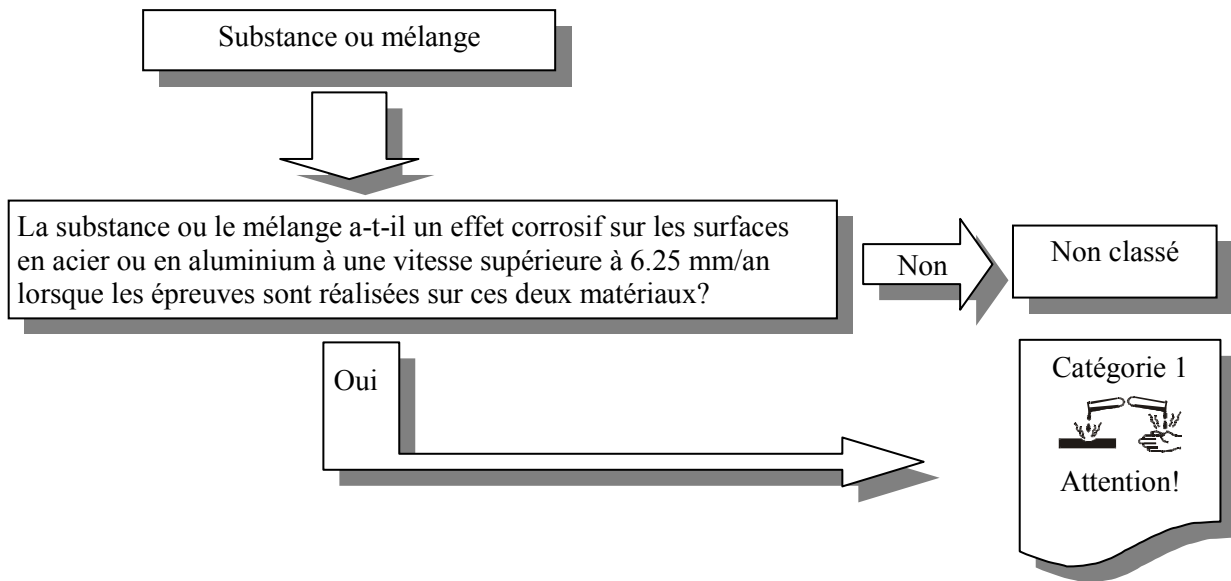 Substance ou mélange
La substance ou le mélange a-t-il un effet corrosif sur les surfaces
en acier ou en aluminium à une vitesse supérieure à 6.25 mm/an
lorsque les épreuves sont réalisées sur ces deux matériaux?
Non
Non classé
Oui
Catégorie 1
Attention!